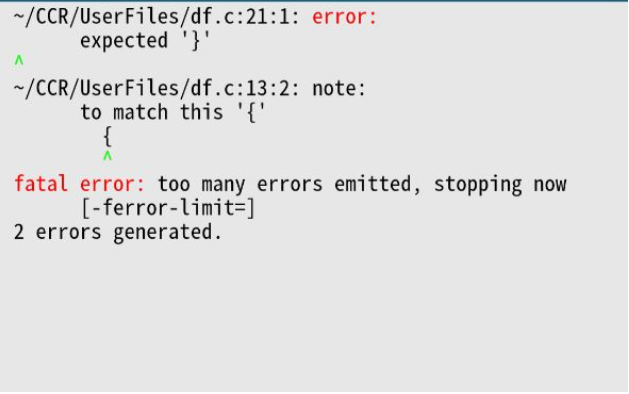 ~/CCR/UserFiles/df.c:21:1: error:
expected '}'
^
~/CCR/UserFiles/df.c:13:2: note:
to match this '{'
{
^
fatal error: too many errors emitted, stopping now
[-ferror-limit=]
2 errors generated.